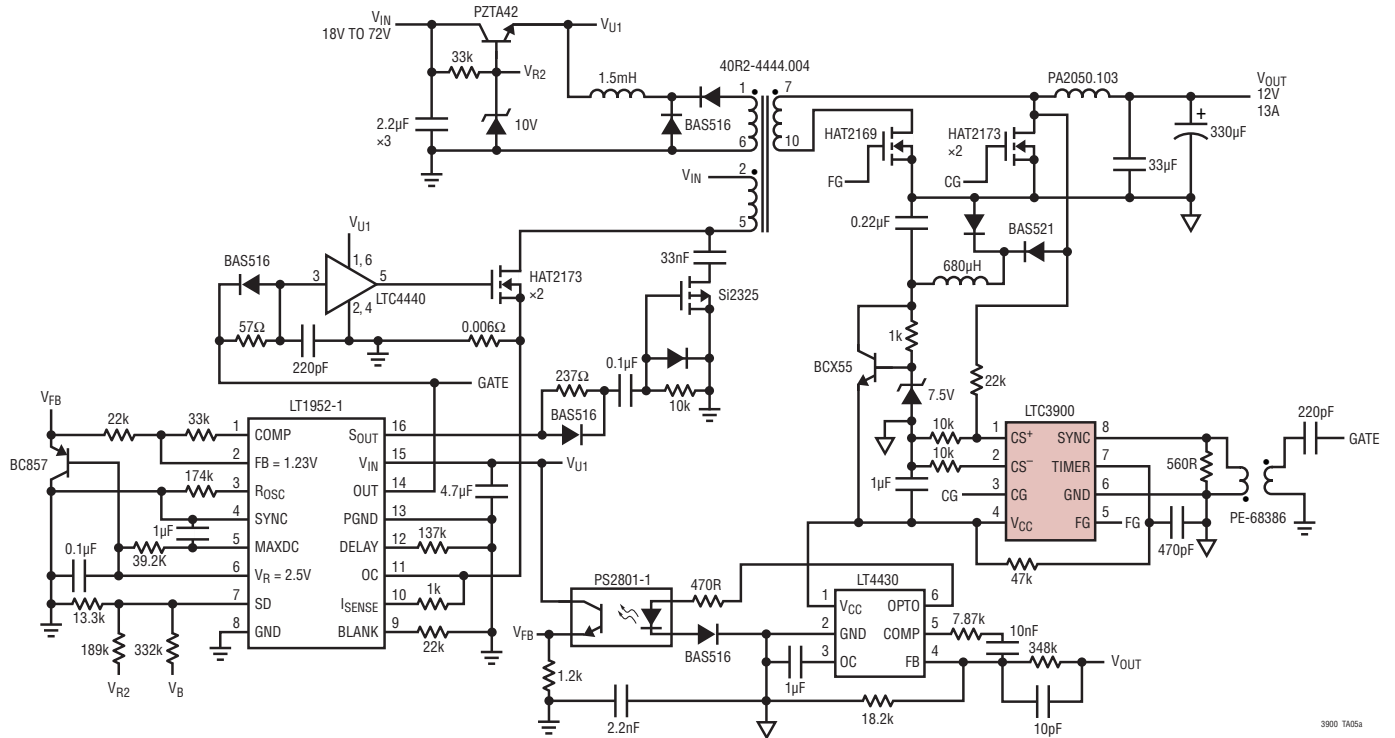 VIN
18V TO 72V
PZTA42
VU1
33k
VR2
2.2µF
×3
10V
1.5mH
BAS516
40R2-4444.004
1
6
7
10
VIN
2
5
HAT2169
FG
HAT2173
×2
CG
PA2050.103
VOUT
12V
13A
330µF
+
33µF
0.22µF
BAS521
680µH
VU1
BAS516
3
1, 6
5
2, 4
LTC4440
HAT2173
×2
57Ω
220pF
0.006Ω
GATE
33nF
Si2325
0.1µF
10k
237Ω
BAS516
1k
BCX55
7.5V
22k
10k
10k
1µF
CG
LTC3900
1 CS+ SYNC 8
2 CS− TIMER 7
3 CG GND 6
4 VCC FG 5
FG
560R
470pF
47k
PE-68386
220pF
GATE
VFB
22k
33k
BC857
174k
1µF
39.2K
0.1µF
13.3k
189k
332k
VR2
VB
LT1952-1
1 COMP SOUT 16
2 FB = 1.23V VIN 15
3 ROSC OUT 14
4 SYNC PGND 13
5 MAXDC DELAY 12
6 VR = 2.5V OC 11
7 SD ISENSE 10
8 GND BLANK 9
VU1
4.7µF
137k
1k
22k
PS2801-1
VFB
470R
BAS516
1.2k
2.2nF
LT4430
1 VCC OPTO 6
2 GND COMP 5
3 OC FB 4
1µF
7.87k
10nF
348k
VOUT
18.2k
10pF
3900 TA05a